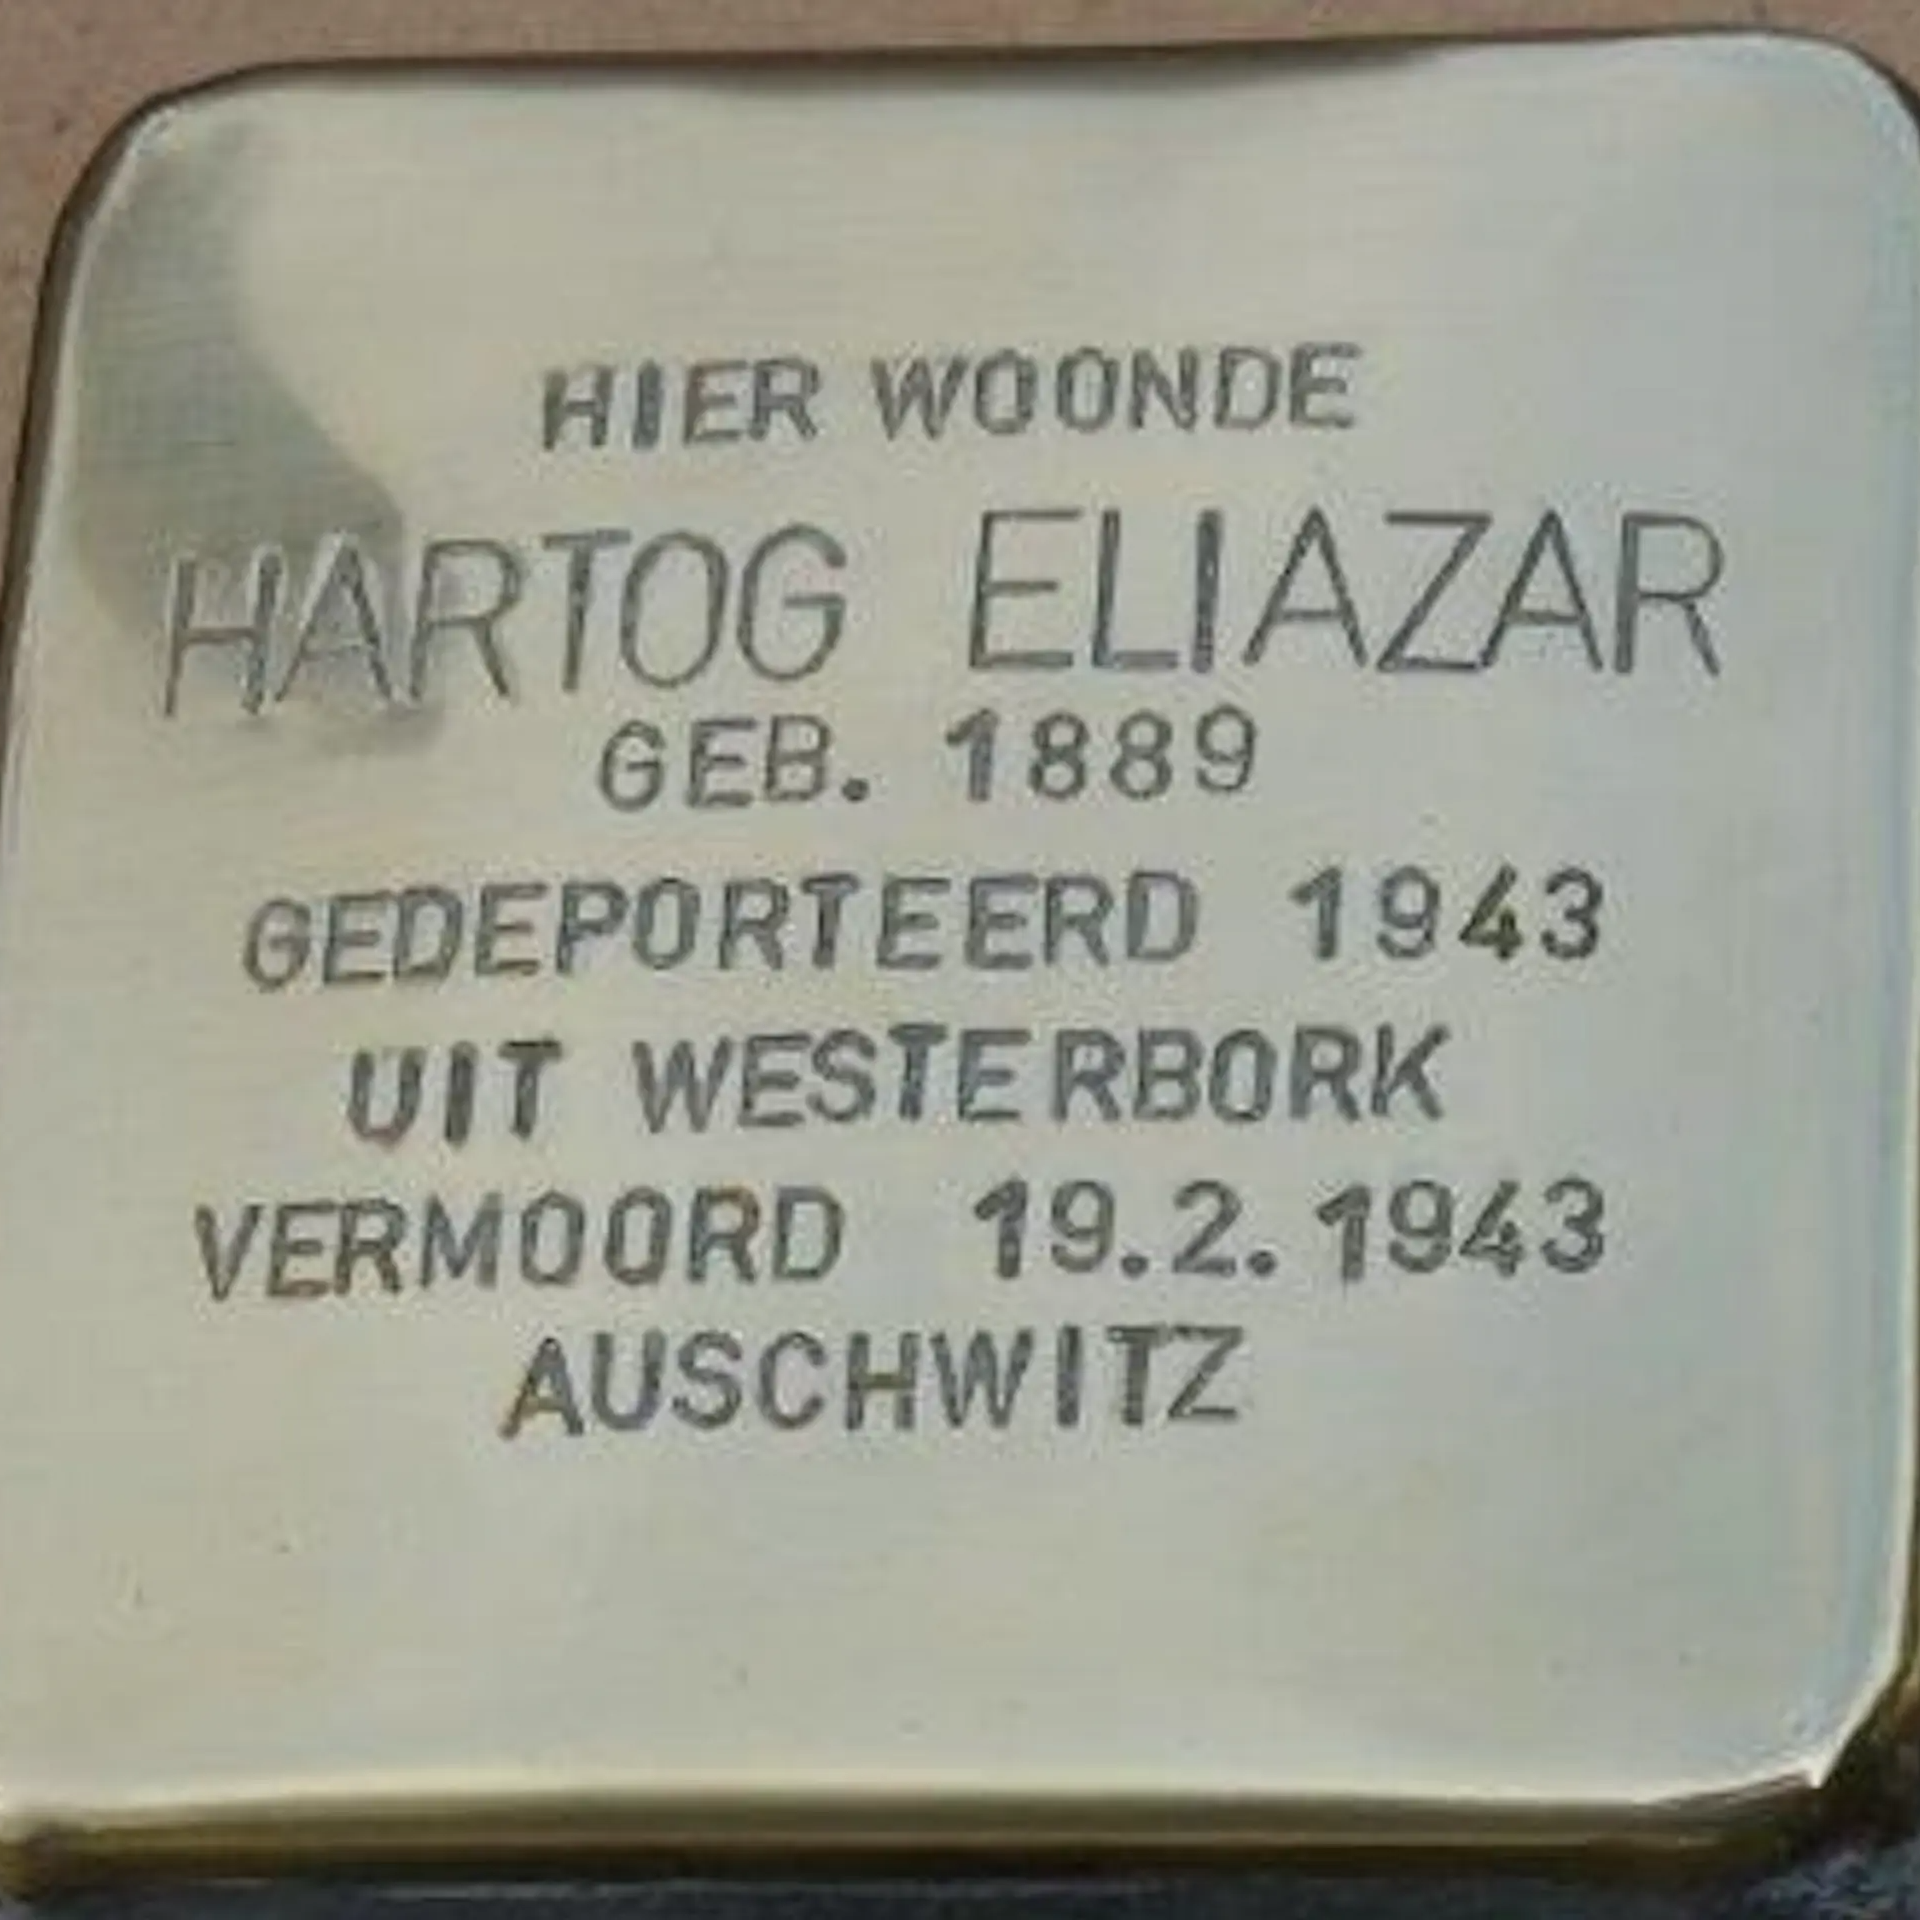 HIER WOONDE
HARTOG ELIAZAR
GEB. 1889
GEDEPORTEERD 1943
UIT WESTERBORK
VERMOORD 19.2.1943
AUSCHWITZ